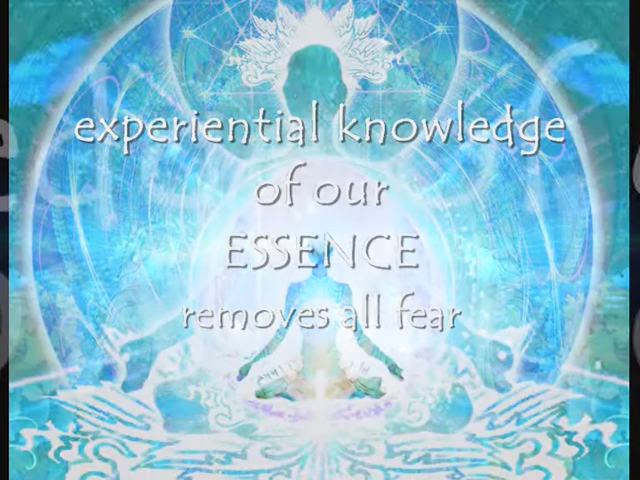 experiential knowledge
of our
ESSENCE
removes all fear